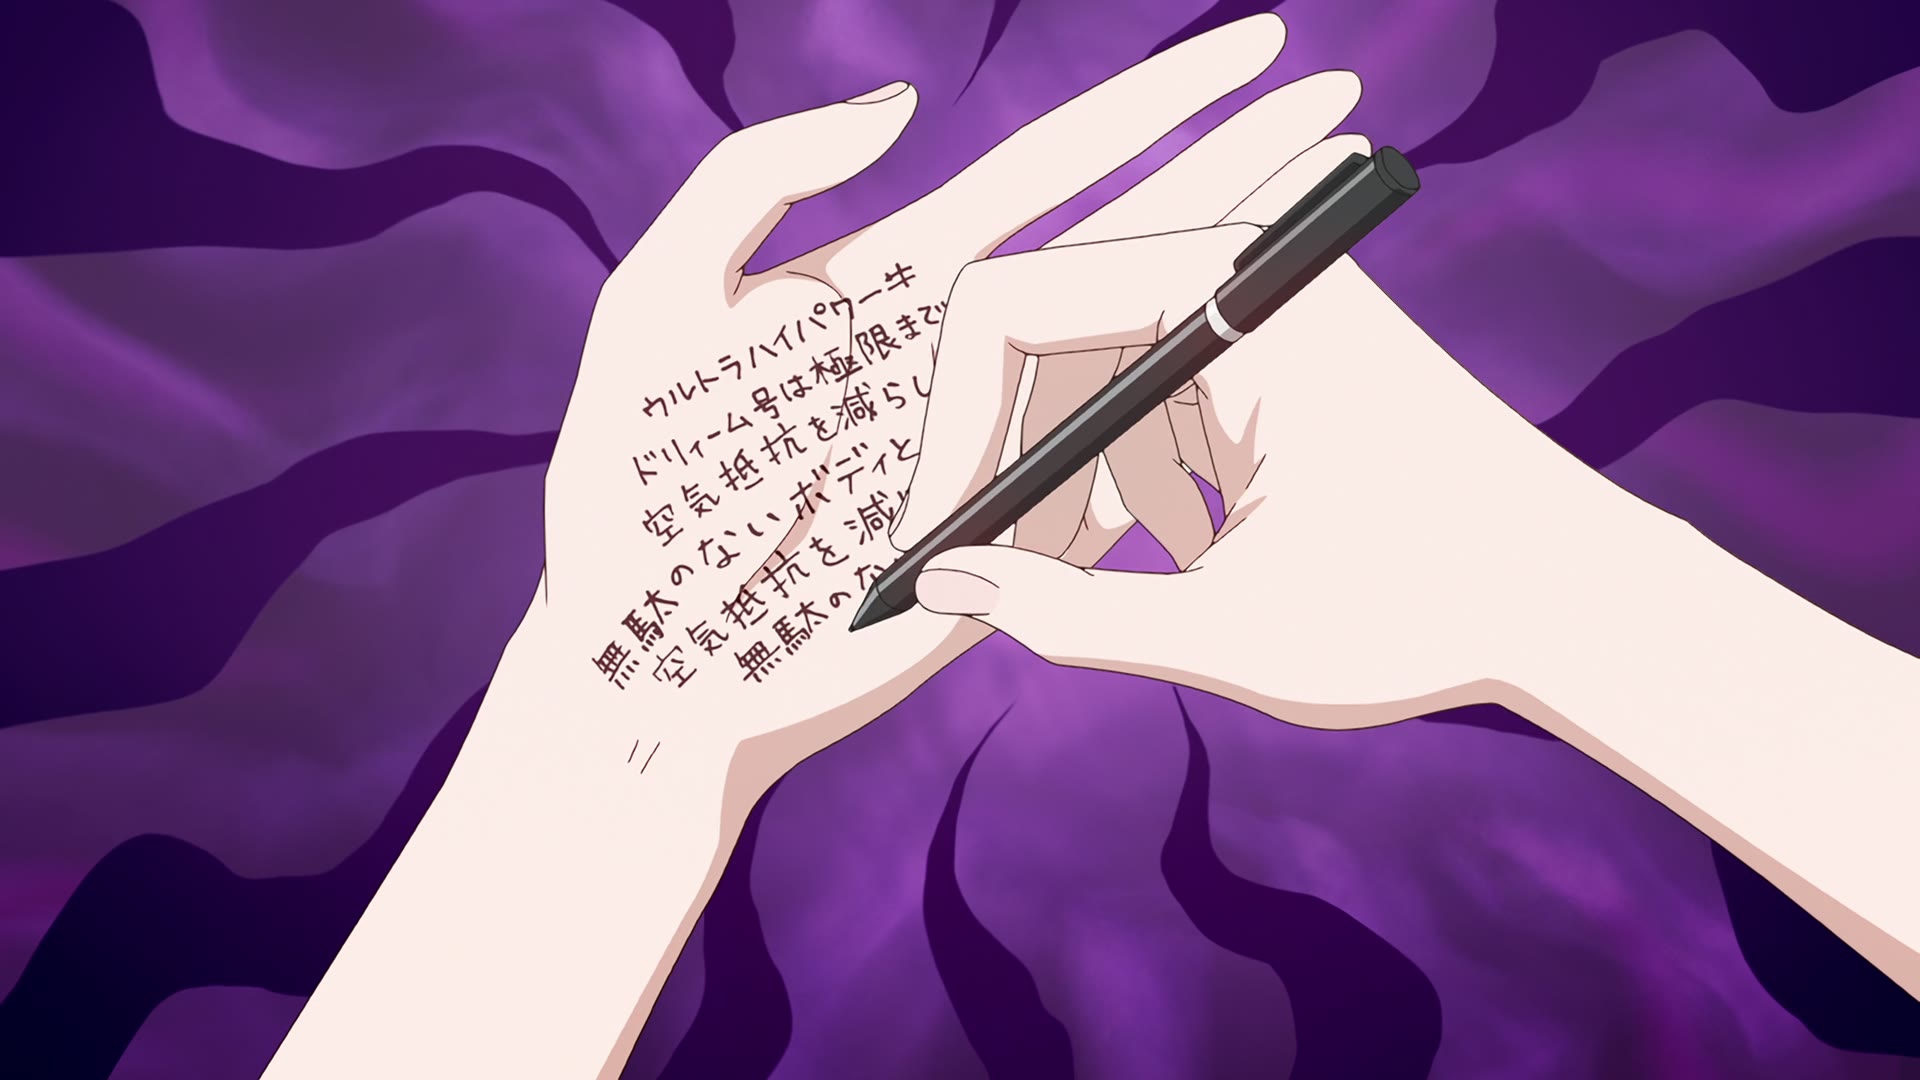 ウルトラハイパワー牛
ドリィーム号は極限まで
空気抵抗を減らし
無駄のないボディと
空気抵抗を減
無駄のな